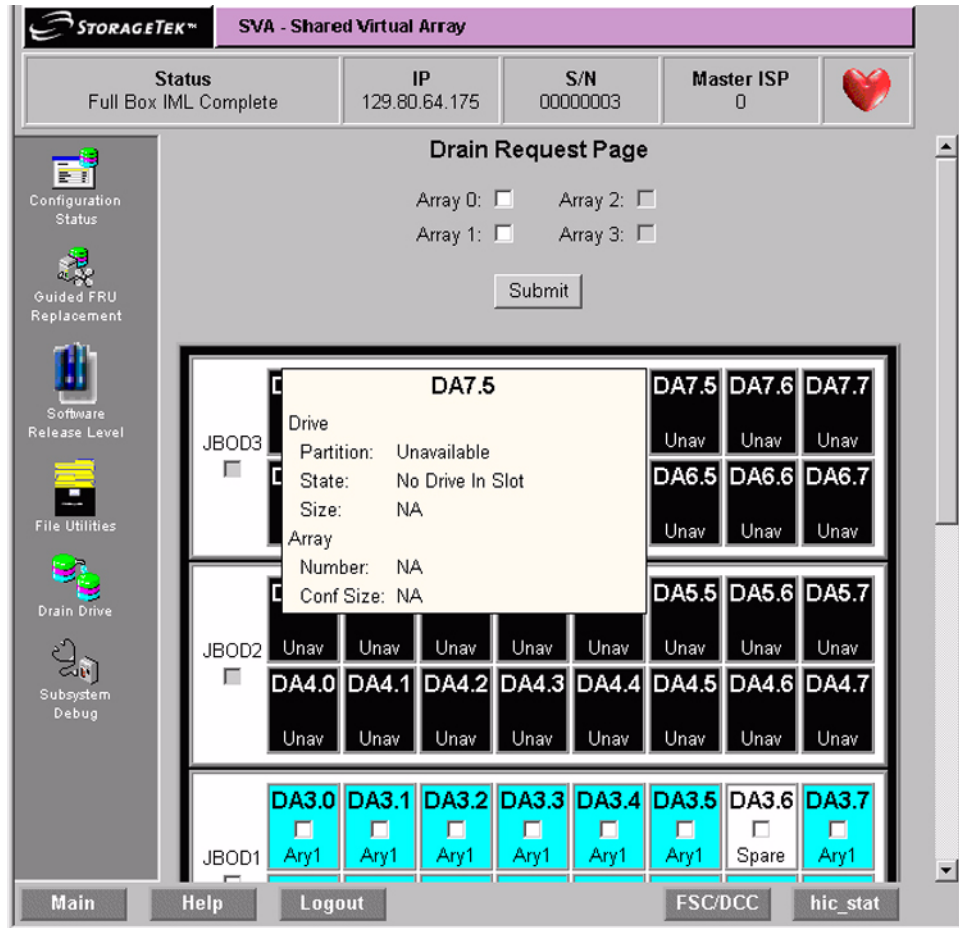 STORAGETEK™
SVA - Shared Virtual Array
Status
Full Box IML Complete
IP
129.80.64.175
S/N
00000003
Master ISP
0
Configuration
Status
Guided FRU
Replacement
Software
Release Level
File Utilities
Drain Drive
Subsystem
Debug
Drain Request Page
Array 0: Array 2:
Array 1: Array 3:
Submit
JBOD3
DA7.5 DA7.6 DA7.7
Unav Unav Unav
DA6.5 DA6.6 DA6.7
Unav Unav Unav
DA7.5
Drive
Partition: Unavailable
State: No Drive In Slot
Size: NA
Array
Number: NA
Conf Size: NA
JBOD2
DA5.5 DA5.6 DA5.7
Unav Unav Unav Unav Unav Unav Unav Unav
DA4.0 DA4.1 DA4.2 DA4.3 DA4.4 DA4.5 DA4.6 DA4.7
Unav Unav Unav Unav Unav Unav Unav Unav
JBOD1
DA3.0 DA3.1 DA3.2 DA3.3 DA3.4 DA3.5 DA3.6 DA3.7
Ary1 Ary1 Ary1 Ary1 Ary1 Ary1 Spare Ary1
Main Help Logout FSC/DCC hic_stat